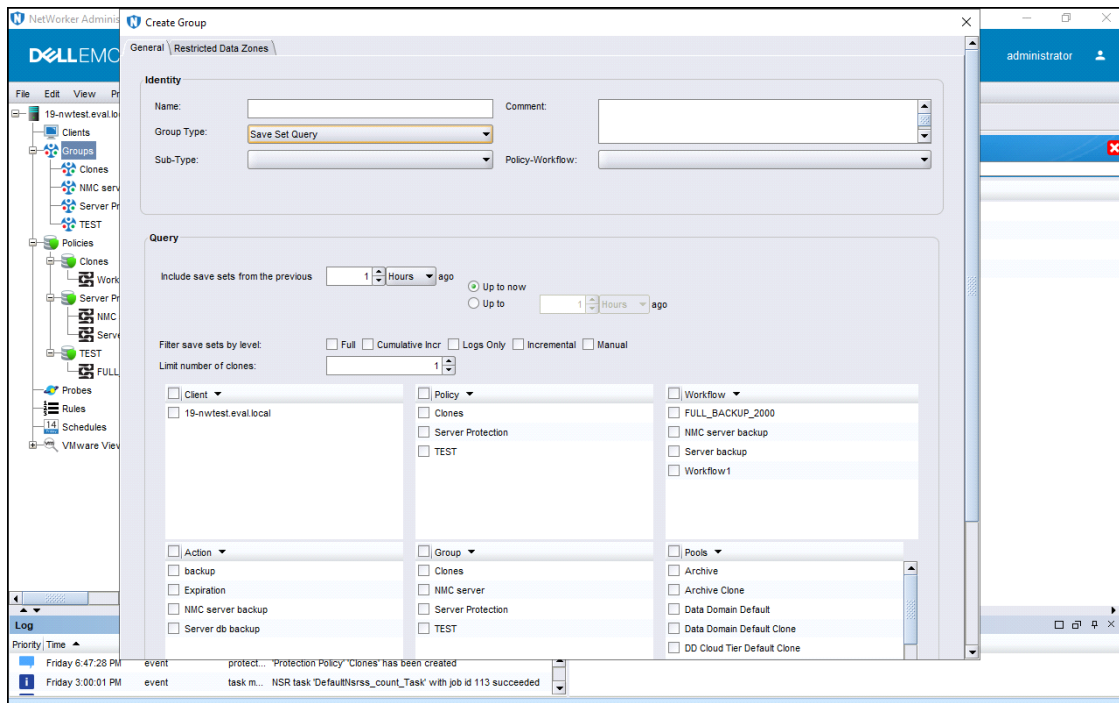 NetWorker Adminis
Create Group
DELLEMC
administrator
File Edit View Pr
19-nwtest.eval.lo
Clients
Groups
Clones
NMC serv
Server Pr
TEST
Policies
Clones
Work
Server Pr
NMC
Serve
TEST
FULL_
Probes
Rules
14 Schedules
VMware View
General Restricted Data Zones
Identity
Name: Comment:
Group Type: Save Set Query
Sub-Type: Policy-Workflow:
Query
Include save sets from the previous 1 Hours ago
Up to now
Up to 1 Hours ago
Filter save sets by level: Full Cumulative Incr Logs Only Incremental Manual
Limit number of clones: 1
Client Policy Workflow
19-nwtest.eval.local Clones FULL_BACKUP_2000
Server Protection NMC server backup
TEST Server backup
Workflow1
Action Group Pools
backup Clones Archive
Expiration NMC server Archive Clone
NMC server backup Server Protection Data Domain Default
Server db backup TEST Data Domain Default Clone
DD Cloud Tier Default Clone
Log
Priority Time
Friday 6:47:28 PM event protect... 'Protection Policy' 'Clones' has been created
Friday 3:00:01 PM event task m... NSR task 'DefaultNsrss_count_Task' with job id 113 succeeded